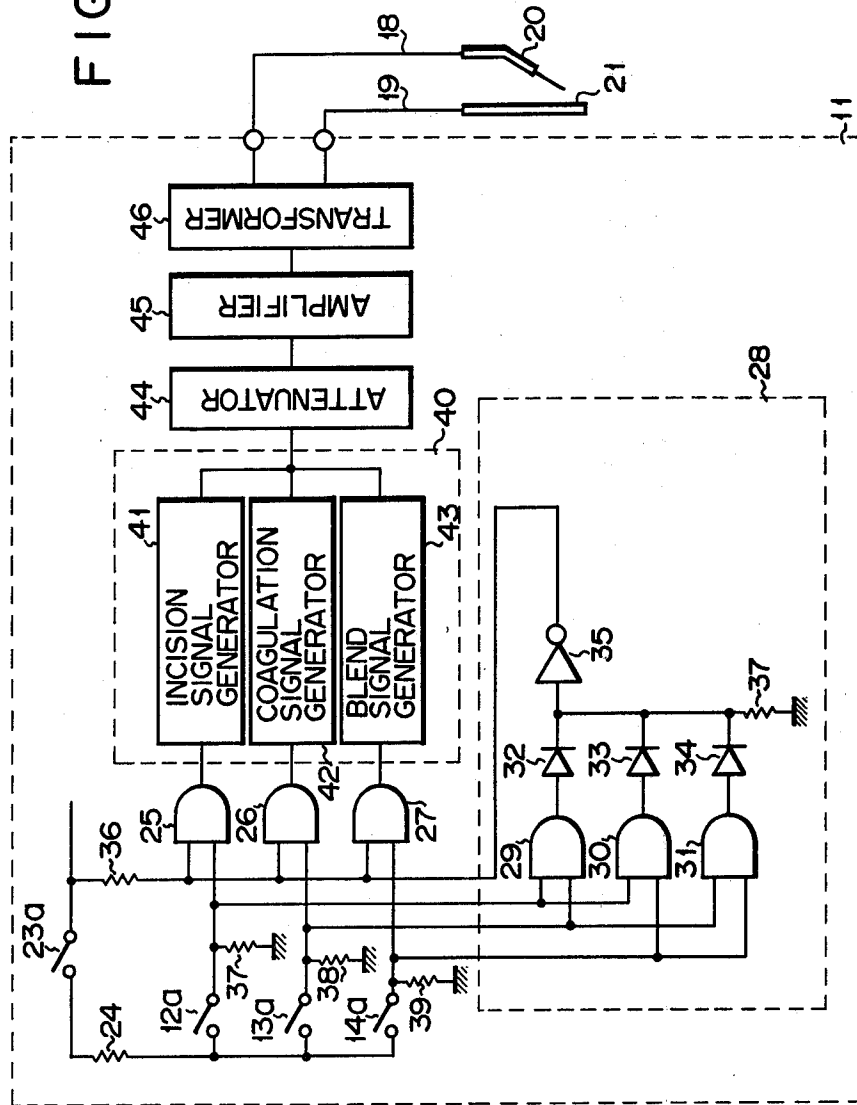 FIG
18
20
19
21
11
46
TRANSFORMER
45
AMPLIFIER
44
ATTENUATOR
40
28
41
INCISION
SIGNAL
GENERATOR
COAGULATION
SIGNAL
GENERATOR
42
BLEND
SIGNAL
GENERATOR
43
36
25
26
27
23a
24
12a
37
13a
38
14a
39
29
30
31
32
33
34
35
37